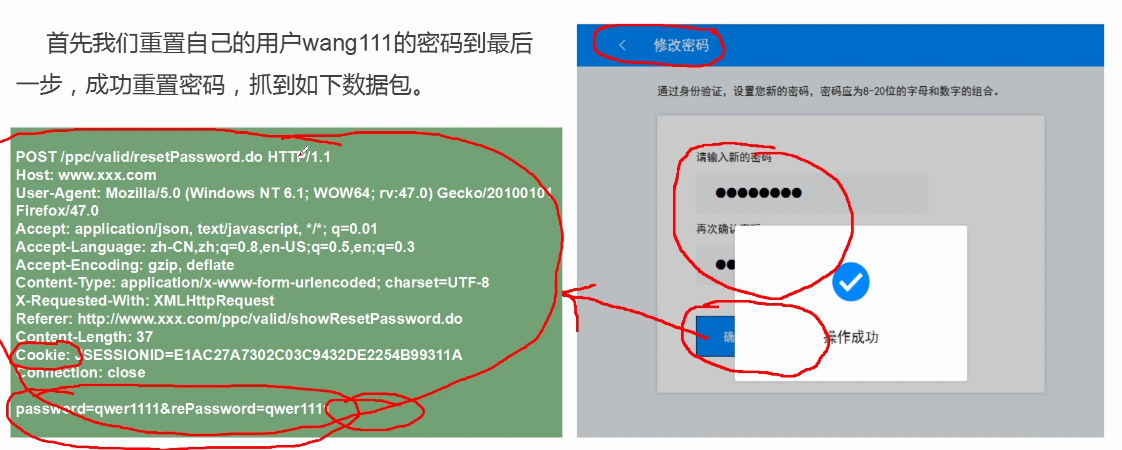 首先我们重置自己的用户wang111的密码到最后
一步，成功重置密码，抓到如下数据包。
POST /ppc/valid/resetPassword.do HTTP/1.1
Host: www.xxx.com
User-Agent: Mozilla/5.0 (Windows NT 6.1; WOW64; rv:47.0) Gecko/20100101
Firefox/47.0
Accept: application/json, text/javascript, */*; q=0.01
Accept-Language: zh-CN,zh;q=0.8,en-US;q=0.5,en;q=0.3
Accept-Encoding: gzip, deflate
Content-Type: application/x-www-form-urlencoded; charset=UTF-8
X-Requested-With: XMLHttpRequest
Referer: http://www.xxx.com/ppc/valid/showResetPassword.do
Content-Length: 37
Cookie: JSESSIONID=E1AC27A7302C03C9432DE2254B99311A
Connection: close
password=qwer1111&rePassword=qwer1111
修改密码
通过身份验证，设置您新的密码，密码应为8-20位的字母和数字的组合。
请输入新的密码
再次确认密码
确
操作成功